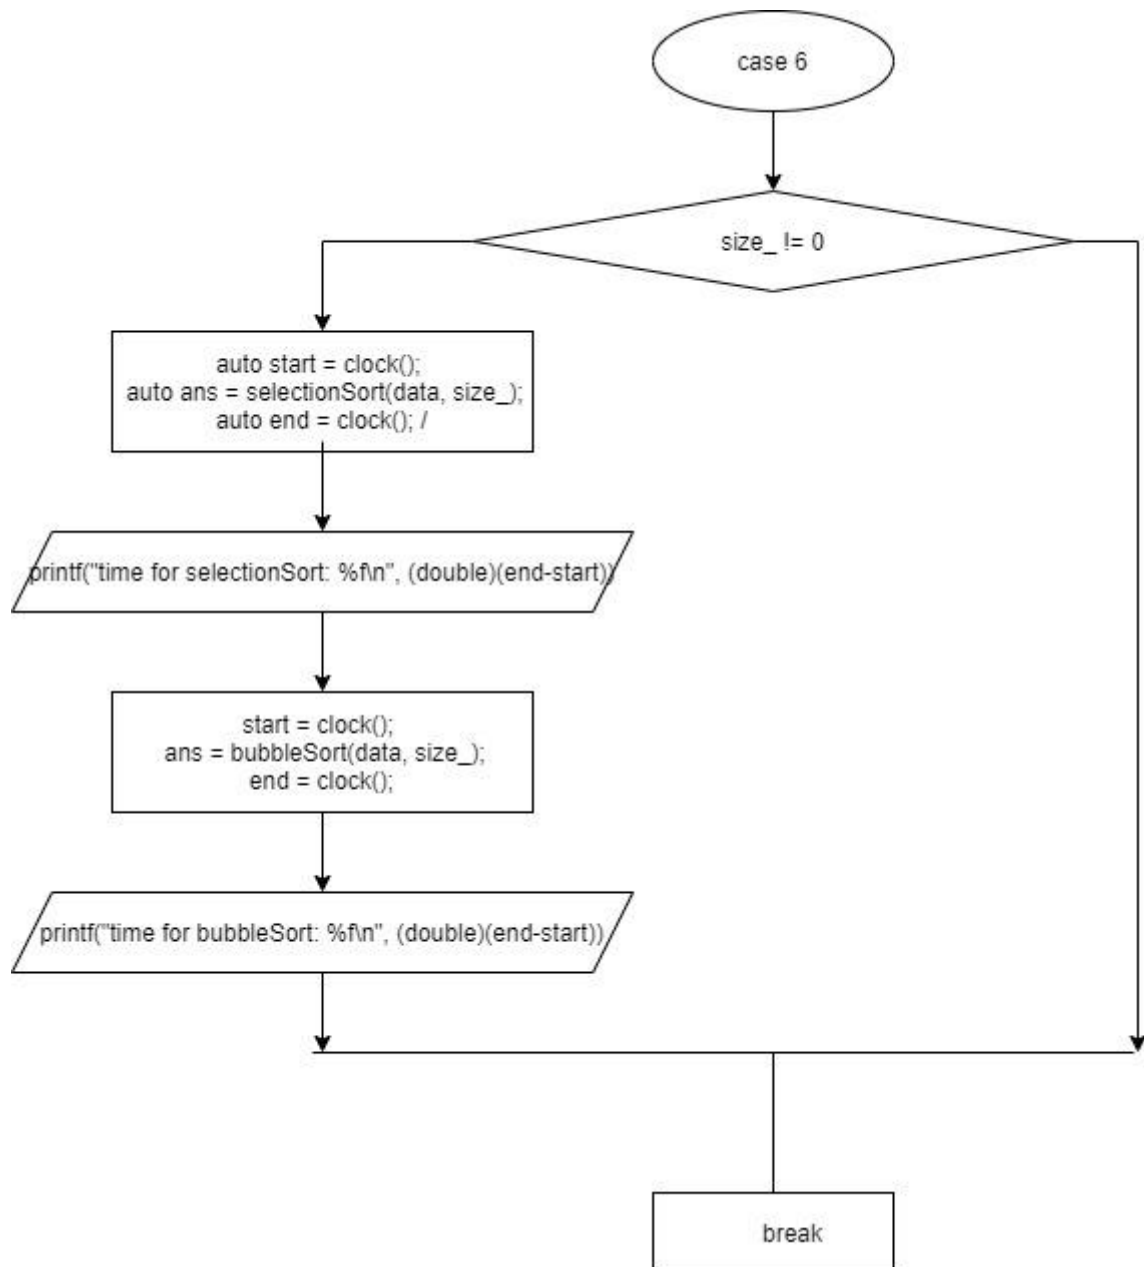 case 6
size_ != 0
auto start = clock();
auto ans = selectionSort(data, size_);
auto end = clock(); /
printf("time for selectionSort: %f\n", (double)(end-start))
start = clock();
ans = bubbleSort(data, size_);
end = clock();
printf("time for bubbleSort: %f\n", (double)(end-start))
break